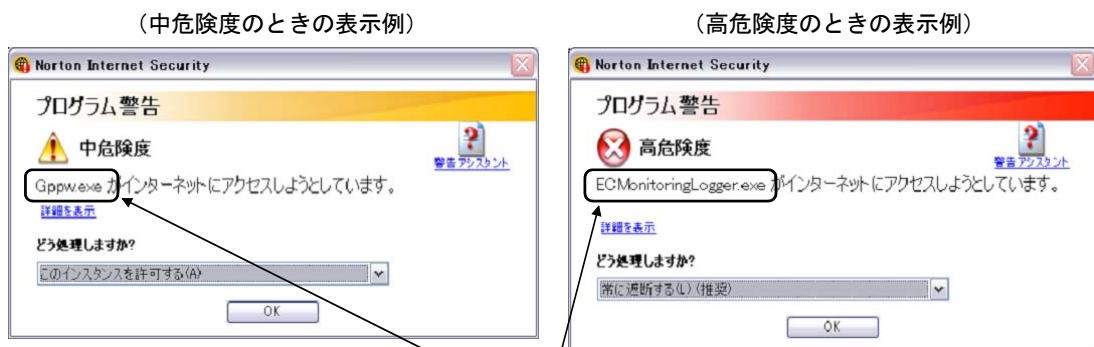 （中危険度のときの表示例）
（高危険度のときの表示例）
Norton Internet Security
プログラム警告
中危険度
警告アシスタント
Gppw.exe がインターネットにアクセスしようとしています。
詳細を表示
どう処理しますか?
このインスタンスを許可する(A)
OK
Norton Internet Security
プログラム警告
高危険度
警告アシスタント
ECMonitoringLogger.exe がインターネットにアクセスしようとしています。
詳細を表示
どう処理しますか?
常に遮断する(L) (推奨)
OK